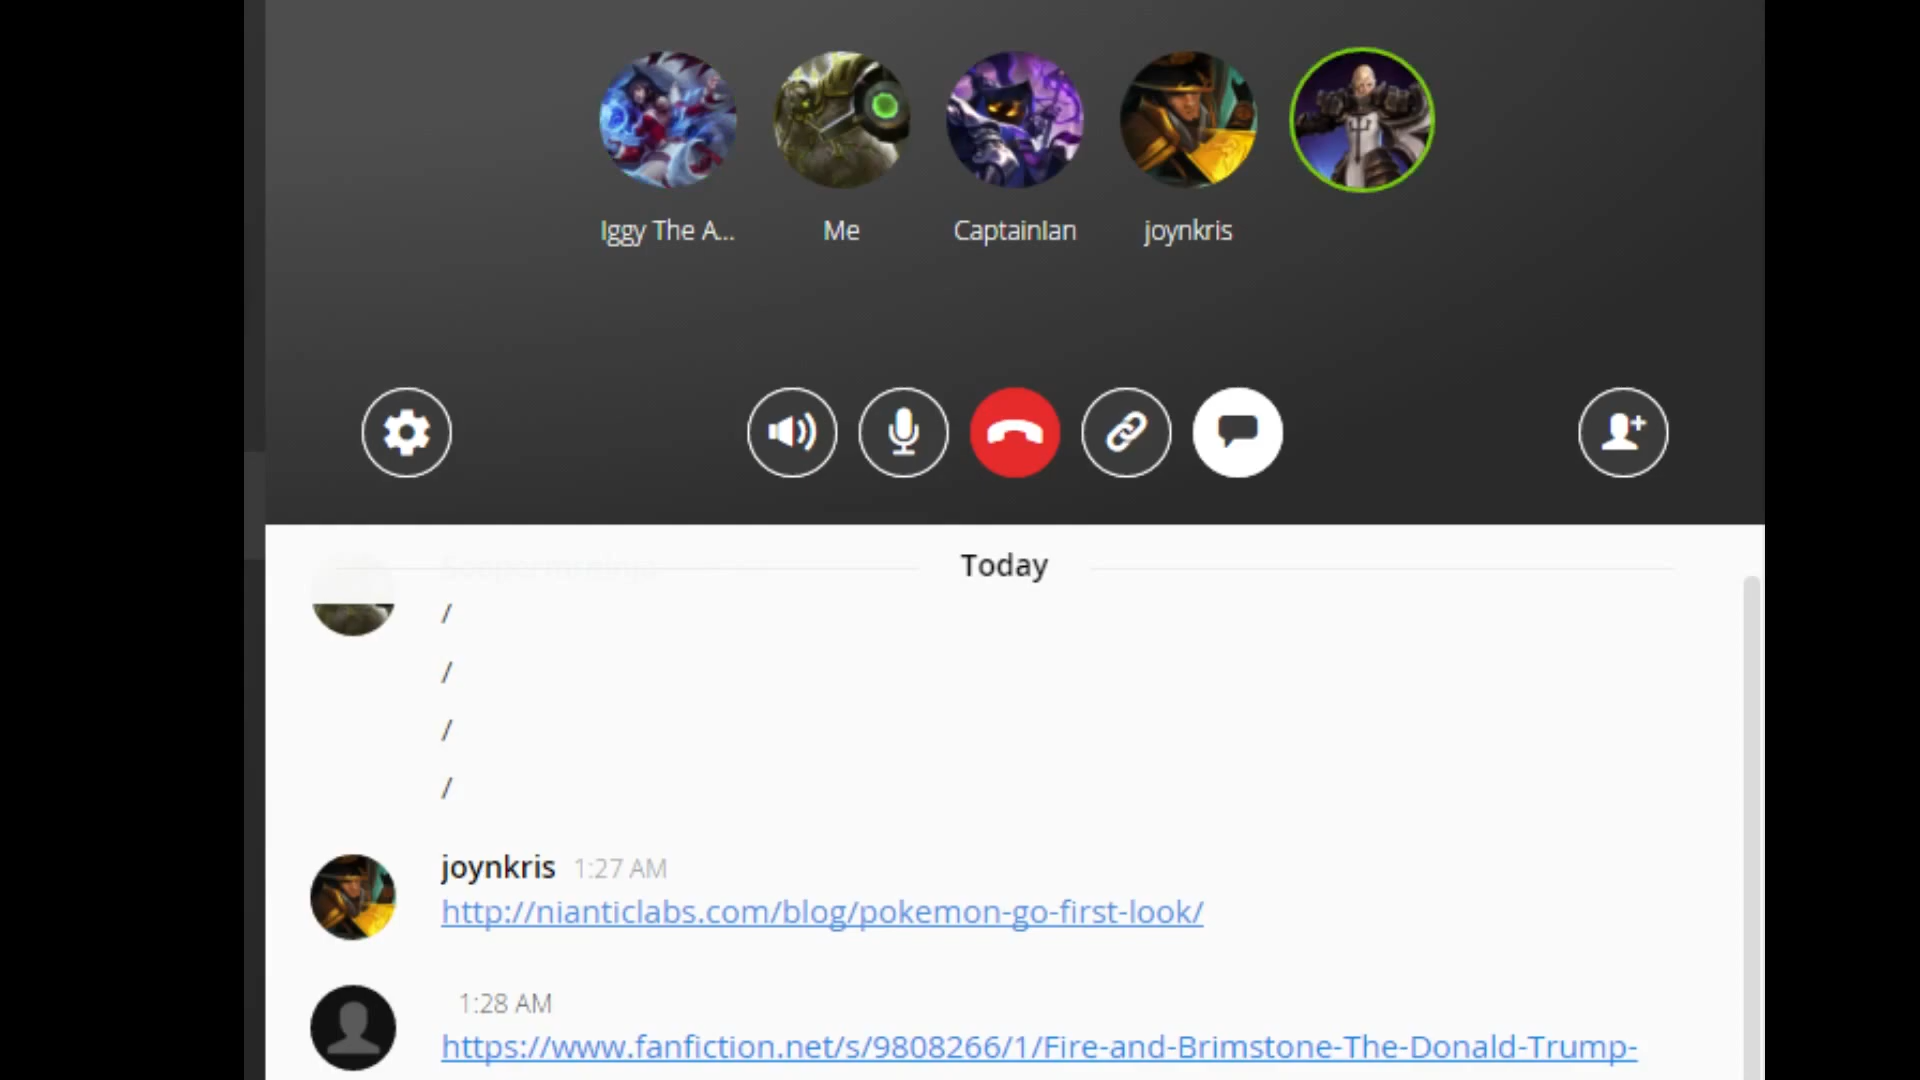 Iggy The A...
Me
CaptainIan
joynkris
Today
/
/
/
/
joynkris 1:27 AM
http://nianticlabs.com/blog/pokemon-go-first-look/
1:28 AM
https://www.fanfiction.net/s/9808266/1/Fire-and-Brimstone-The-Donald-Trump-